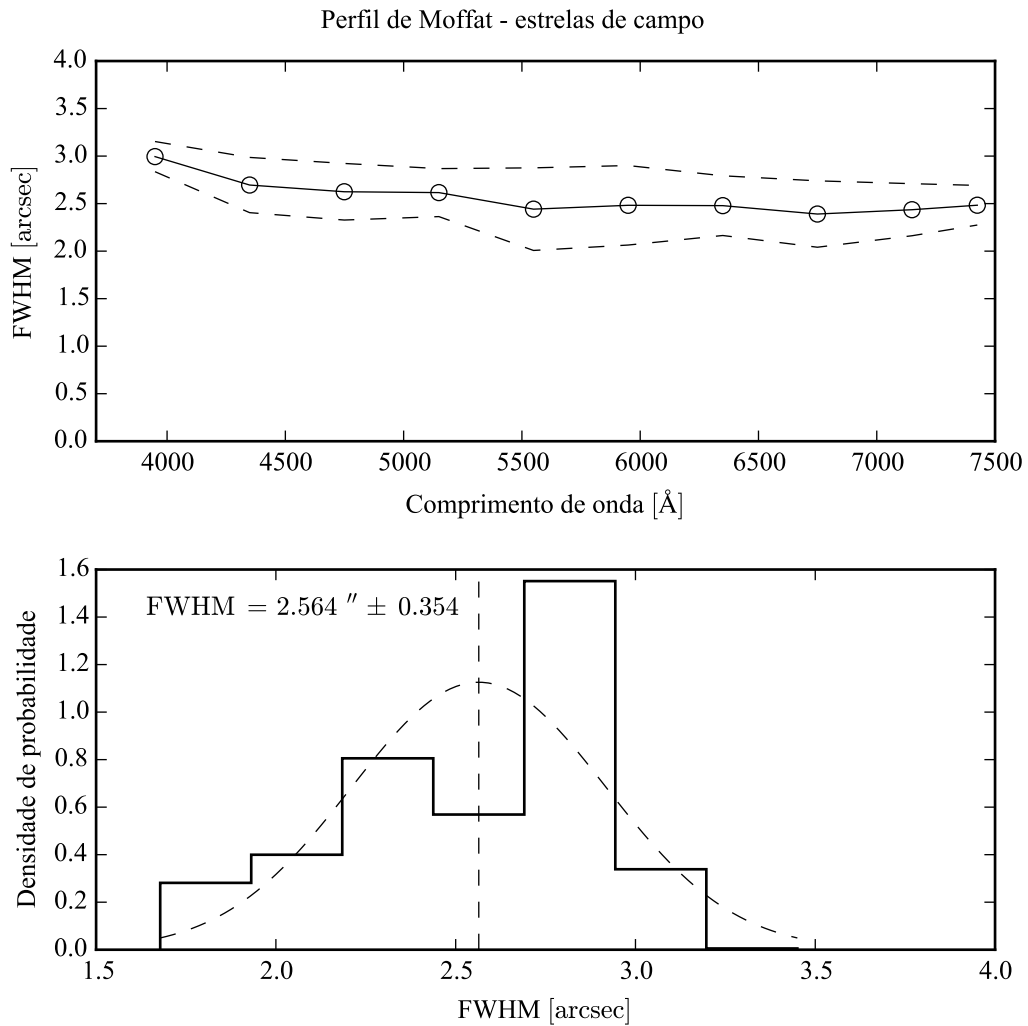 Perfil de Moffat - estrelas de campo
4.0
3.5
3.0
2.5
2.0
1.5
1.0
0.5
0.0
FWHM [arcsec]
4000 4500 5000 5500 6000 6500 7000 7500
Comprimento de onda [Å]
1.6
1.4
1.2
1.0
0.8
0.6
0.4
0.2
0.0
Densidade de probabilidade
FWHM = 2.564 ″ ± 0.354
1.5 2.0 2.5 3.0 3.5 4.0
FWHM [arcsec]